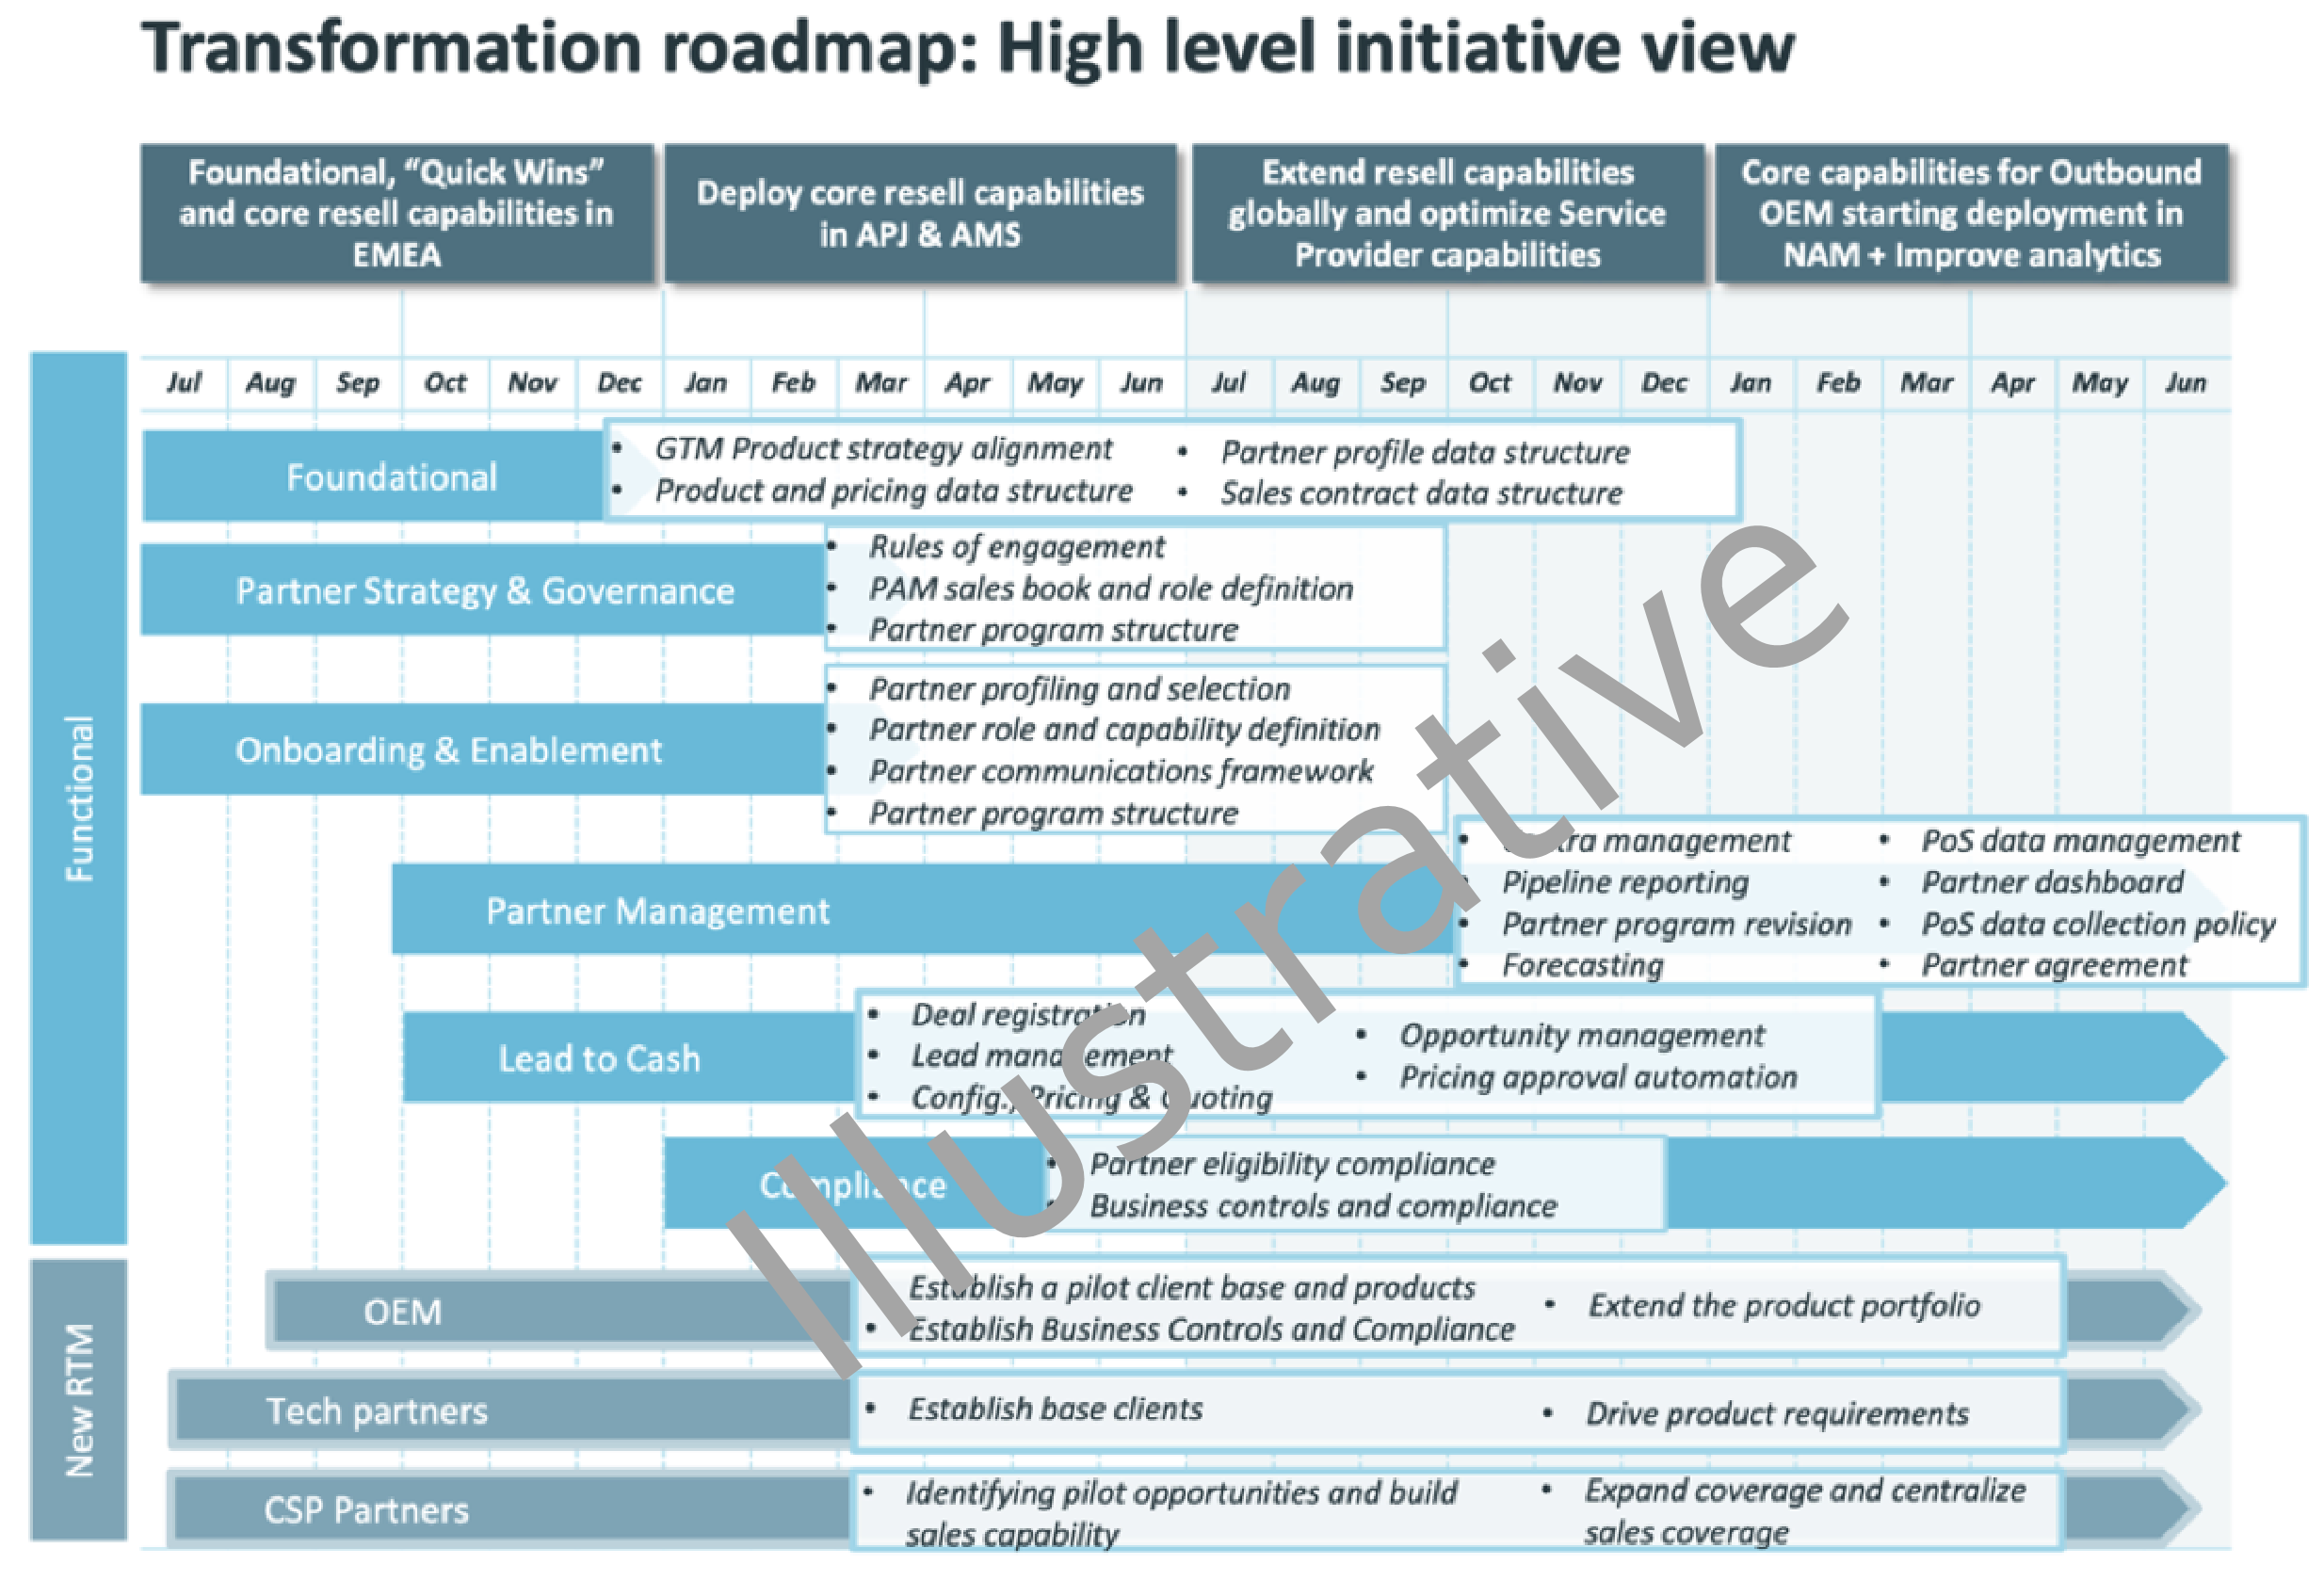 Transformation roadmap: High level initiative view
Foundational, “Quick Wins”
and core resell capabilities in
EMEA
Deploy core resell capabilities
in APJ & AMS
Extend resell capabilities
globally and optimize Service
Provider capabilities
Core capabilities for Outbound
OEM starting deployment in
NAM + Improve analytics
Jul Aug Sep Oct Nov Dec Jan Feb Mar Apr May Jun Jul Aug Sep Oct Nov Dec Jan Feb Mar Apr May Jun
Functional
Foundational
• GTM Product strategy alignment
• Product and pricing data structure
• Partner profile data structure
• Sales contract data structure
Partner Strategy & Governance
• Rules of engagement
• PAM sales book and role definition
• Partner program structure
Onboarding & Enablement
• Partner profiling and selection
• Partner role and capability definition
• Partner communications framework
• Partner program structure
Partner Management
• management
• Pipeline reporting
• Partner program revision
• Forecasting
• PoS data management
• Partner dashboard
• PoS data collection policy
• Partner agreement
Lead to Cash
• Deal registration
• Lead management
• Config., Pricing & Quoting
• Opportunity management
• Pricing approval automation
Compliance
• Partner eligibility compliance
• Business controls and compliance
New RTM
OEM
Establish a pilot client base and products
• Establish Business Controls and Compliance
• Extend the product portfolio
Tech partners
• Establish base clients
• Drive product requirements
CSP Partners
• Identifying pilot opportunities and build
sales capability
• Expand coverage and centralize
sales coverage
Illustrative